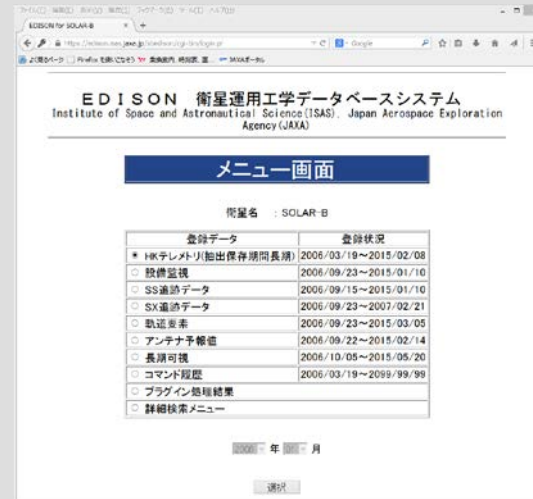 EDISON for SOLAR-B
Google
EDISON 衛星運用工学データベースシステム
Institute of Space and Astronautical Science(ISAS), Japan Aerospace Exploration
Agency(JAXA)
メニュー画面
衛星名 : SOLAR-B
登録データ 登録状況
HKテレメトリ(抽出保存期間長期) 2006/03/19~2015/02/08
設備監視 2006/09/23~2015/01/10
SS追跡データ 2006/09/15~2015/01/10
SX追跡データ 2006/09/23~2007/02/21
軌道要素 2006/09/23~2015/03/05
アンテナ予報値 2006/09/22~2015/02/14
長期可視 2006/10/05~2015/05/20
コマンド履歴 2006/03/19~2099/99/99
プラグイン処理結果
詳細検索メニュー
年 月
選択